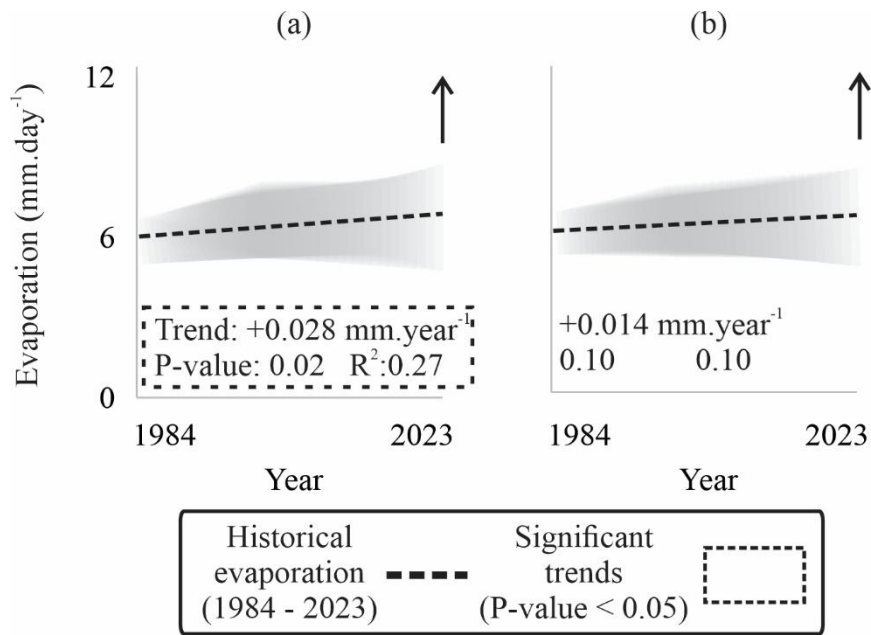 (a)
(b)
Evaporation (mm.day⁻¹)
12
6
0
Trend: +0.028 mm.year⁻¹
P-value: 0.02 R²:0.27
+0.014 mm.year⁻¹
0.10 0.10
1984 2023
1984 2023
Year
Year
Historical
evaporation
(1984 - 2023)
Significant
trends
(P-value < 0.05)